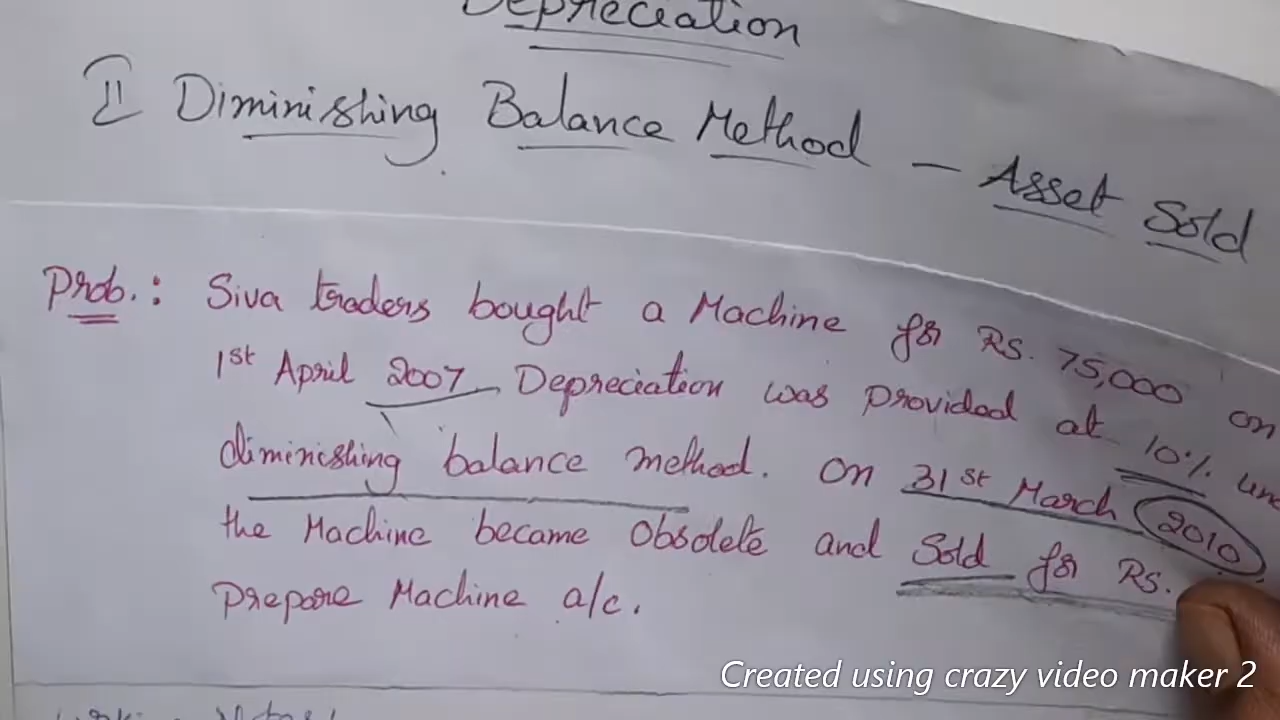 Depreciation
II Diminishing Balance Method - Asset Sold
Prob.: Siva traders bought a Machine for Rs. 75,000 on
1st April 2007. Depreciation was provided at 10% un
diminishing balance method. On 31st March 2010
the Machine became obsolete and Sold for Rs.
Prepare Machine a/c.
Created using crazy video maker 2